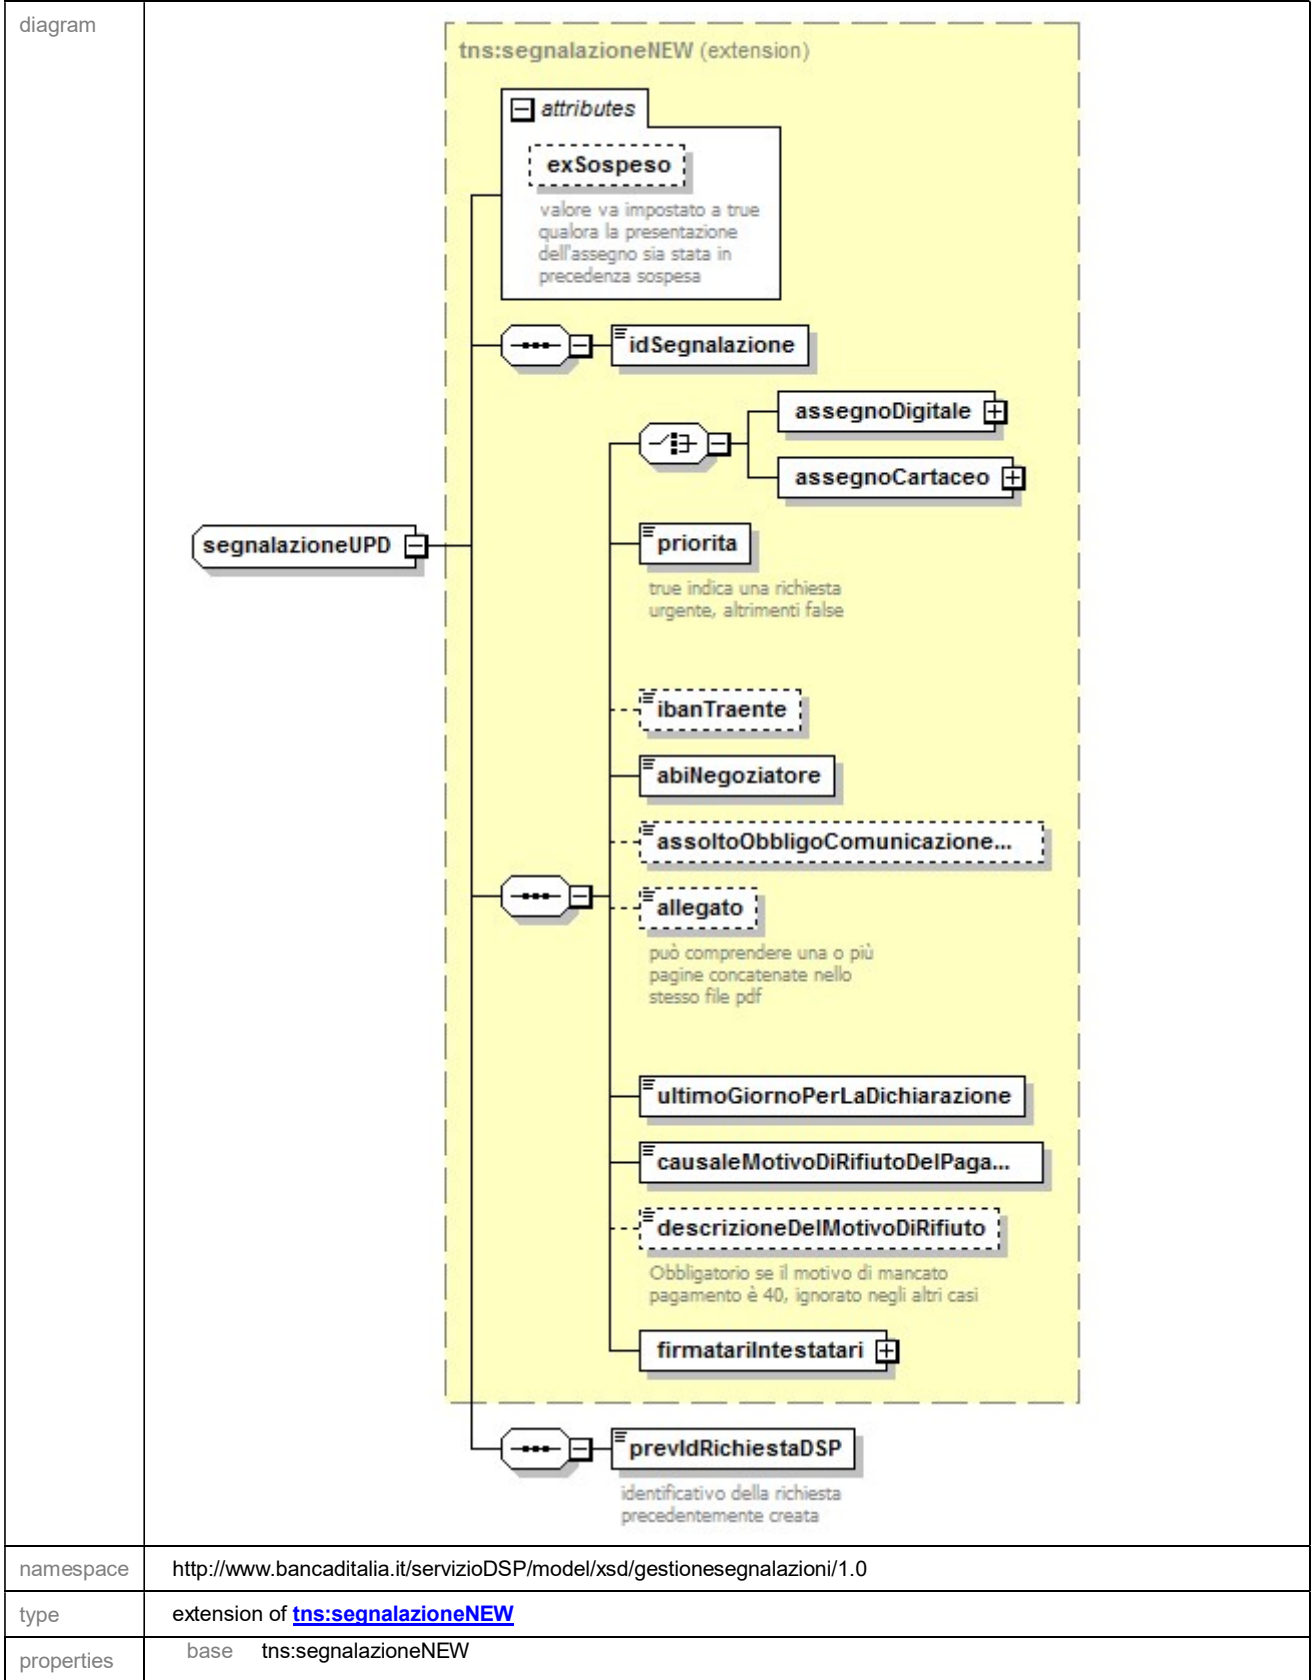 diagram
tns:segnalazioneNEW (extension)
attributes
exSospeso
valore va impostato a true
qualora la presentazione
dell'assegno sia stata in
precedenza sospesa
idSegnalazione
assegnoDigitale
assegnoCartaceo
segnalazioneUPD
priorita
true indica una richiesta
urgente, altrimenti false
ibanTraente
abiNegoziatore
assoltoObbligoComunicazione...
allegato
può comprendere una o più
pagine concatenate nello
stesso file pdf
ultimoGiornoPerLaDichiarazione
causaleMotivoDiRifiutoDelPaga...
descrizioneDelMotivoDiRifiuto
Obbligatorio se il motivo di mancato
pagamento è 40, ignorato negli altri casi
firmatariIntestatari
prevIdRichiestaDSP
identificativo della richiesta
precedentemente creata
namespace http://www.bancaditalia.it/servizioDSP/model/xsd/gestionesegnalazioni/1.0
type extension of tns:segnalazioneNEW
properties base tns:segnalazioneNEW